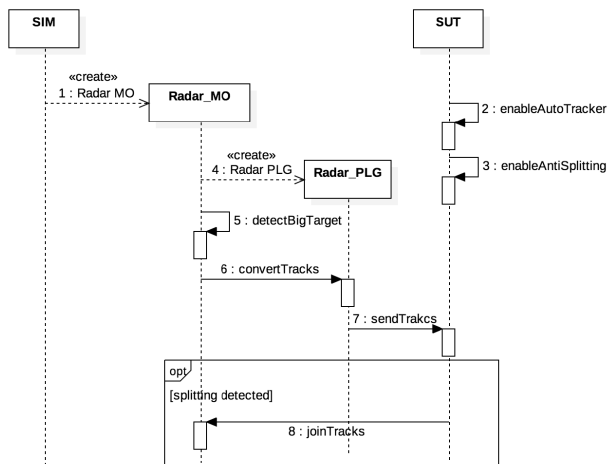 SIM
SUT
«create»
1 : Radar MO
Radar_MO
2 : enableAutoTracker
«create»
4 : Radar PLG
3 : enableAntiSplitting
Radar_PLG
5 : detectBigTarget
6 : convertTracks
7 : sendTrakcs
opt
[splitting detected]
8 : joinTracks